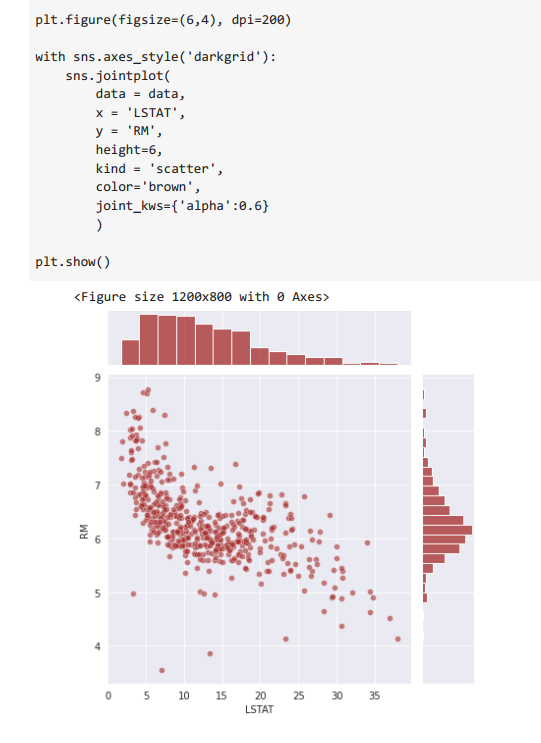 plt.figure(figsize=(6,4), dpi=200)
with sns.axes_style('darkgrid'):
    sns.jointplot(
        data = data,
        x = 'LSTAT',
        y = 'RM',
        height=6,
        kind = 'scatter',
        color='brown',
        joint_kws={'alpha':0.6}
        )
plt.show()
<Figure size 1200x800 with 0 Axes>
9
8
7
6
5
4
RM
0 5 10 15 20 25 30 35
LSTAT